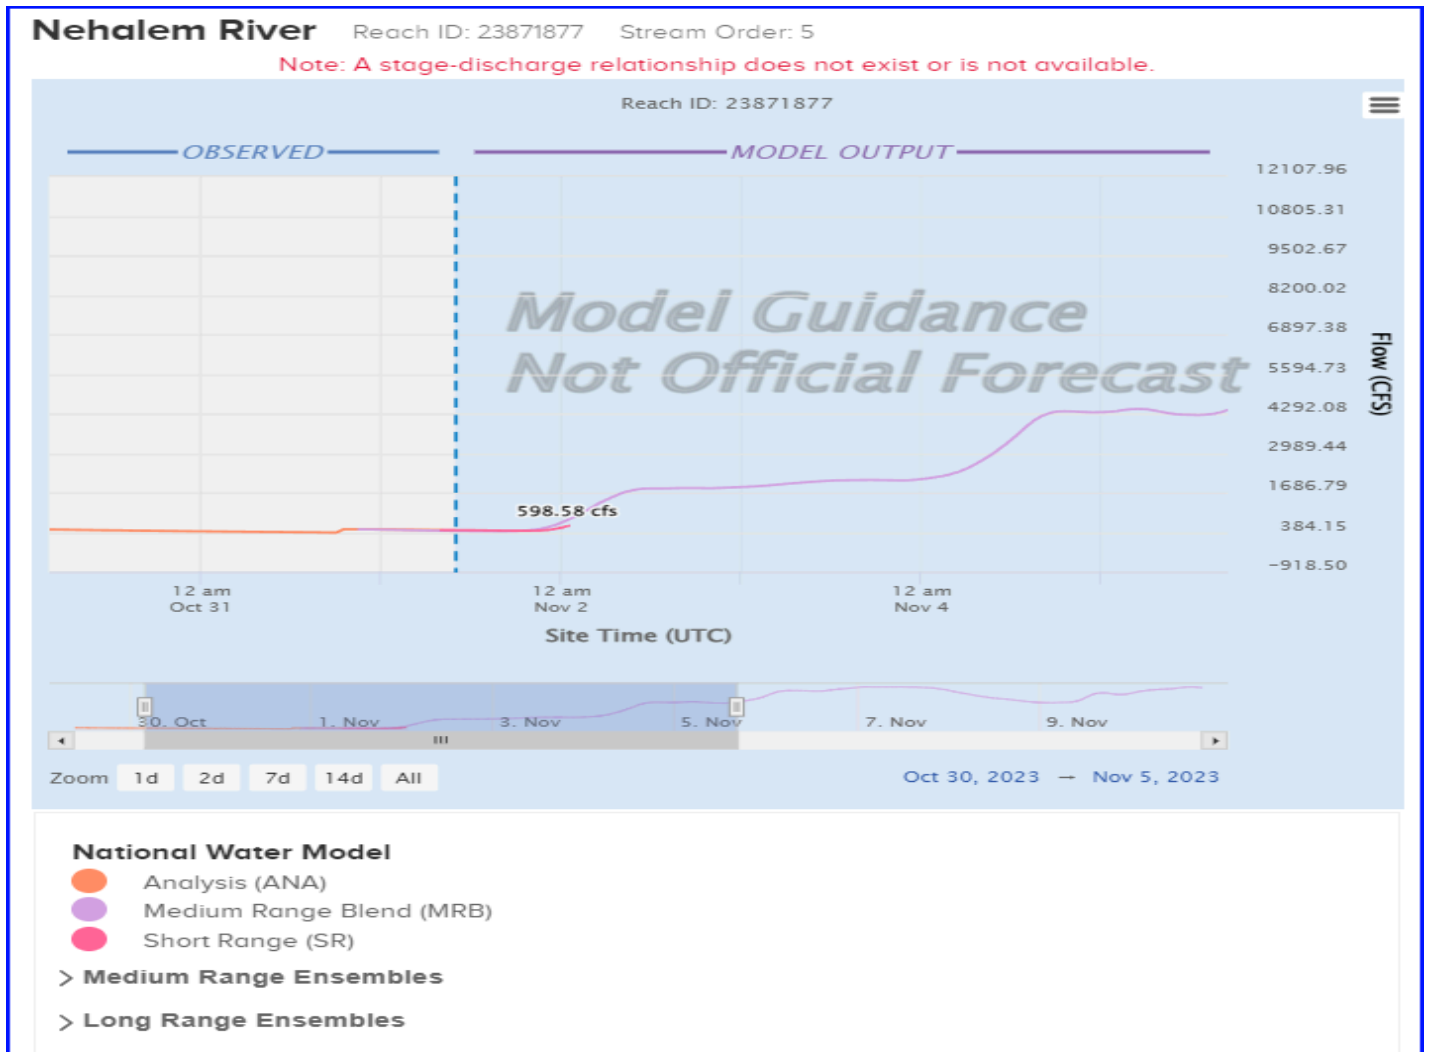 Nehalem River Reach ID: 23871877 Stream Order: 5
Note: A stage-discharge relationship does not exist or is not available.
Reach ID: 23871877
OBSERVED MODEL OUTPUT
12107.96
10805.31
9502.67
8200.02
6897.38
5594.73
4292.08
2989.44
1686.79
384.15
−918.50
Flow (CFS)
Model Guidance
Not Official Forecast
598.58 cfs
12 am 12 am 12 am
Oct 31 Nov 2 Nov 4
Site Time (UTC)
30. Oct 1. Nov 3. Nov 5. Nov 7. Nov 9. Nov
Zoom 1d 2d 7d 14d All Oct 30, 2023 → Nov 5, 2023
National Water Model
Analysis (ANA)
Medium Range Blend (MRB)
Short Range (SR)
> Medium Range Ensembles
> Long Range Ensembles